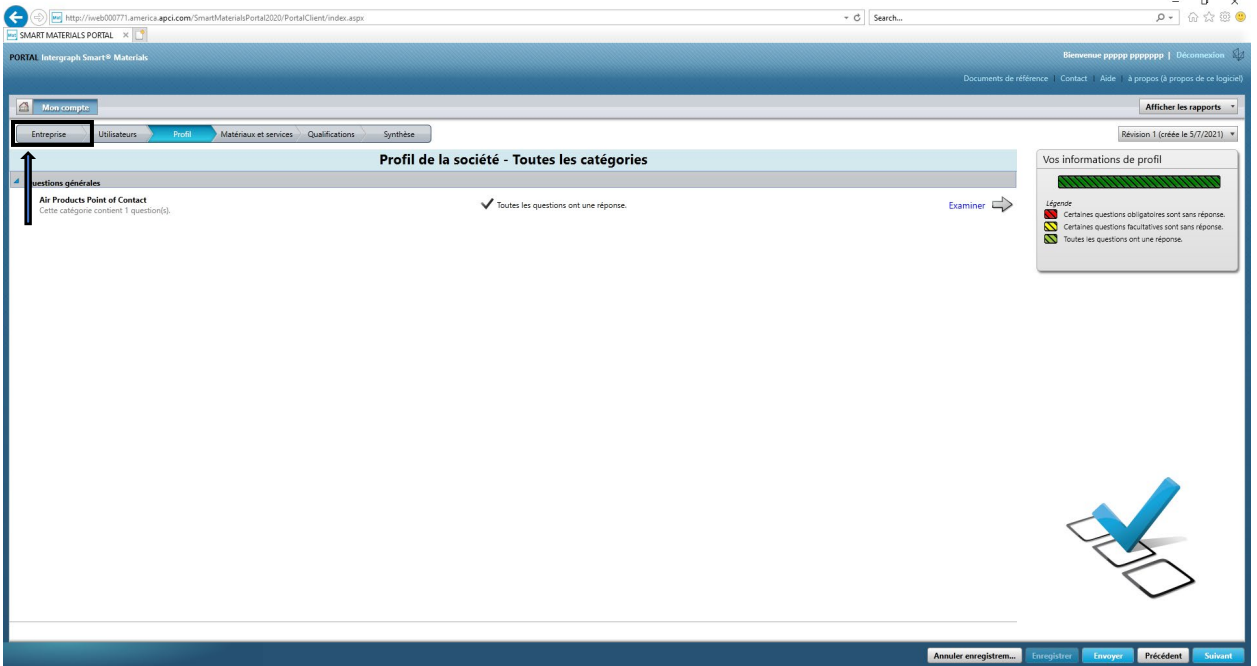 http://iweb000771.america.apci.com/SmartMaterialsPortal2020/PortalClient/index.aspx
Search...
SMART MATERIALS PORTAL
PORTAL Intergraph Smart® Materials
Bienvenue ppppp ppppppp | Déconnexion
Documents de référence | Contact | Aide | à propos (à propos de ce logiciel)
Mon compte
Afficher les rapports
Entreprise Utilisateurs Profil Matériaux et services Qualifications Synthèse
Révision 1 (créée le 5/7/2021)
Profil de la société - Toutes les catégories
Vos informations de profil
uestions générales
Air Products Point of Contact
Cette catégorie contient 1 question(s).
Toutes les questions ont une réponse.
Examiner
Légende
Certaines questions obligatoires sont sans réponse.
Certaines questions facultatives sont sans réponse.
Toutes les questions ont une réponse.
Annuler enregistrem... Enregistrer Envoyer Précédent Suivant